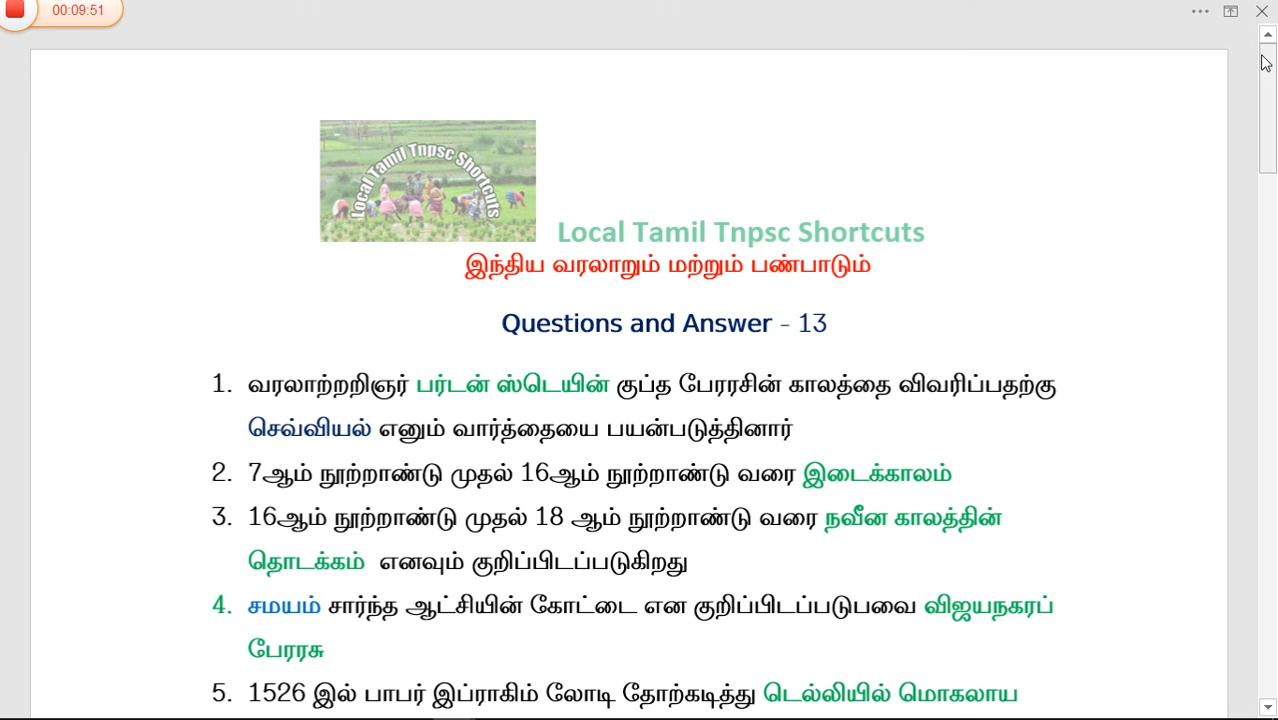 00:09:51
Local Tamil Tnpsc Shortcuts
Local Tamil Tnpsc Shortcuts
இந்திய வரலாறும் மற்றும் பண்பாடும்
Questions and Answer - 13
1. வரலாற்றறிஞர் பர்டன் ஸ்டெயின் குப்த பேரரசின் காலத்தை விவரிப்பதற்கு
செவ்வியல் எனும் வார்த்தையை பயன்படுத்தினார்
2. 7ஆம் நூற்றாண்டு முதல் 16ஆம் நூற்றாண்டு வரை இடைக்காலம்
3. 16ஆம் நூற்றாண்டு முதல் 18 ஆம் நூற்றாண்டு வரை நவீன காலத்தின்
தொடக்கம் எனவும் குறிப்பிடப்படுகிறது
4. சமயம் சார்ந்த ஆட்சியின் கோட்டை என குறிப்பிடப்படுபவை விஜயநகரப்
பேரரசு
5. 1526 இல் பாபர் இப்ராகிம் லோடி தோற்கடித்து டெல்லியில் மொகலாய